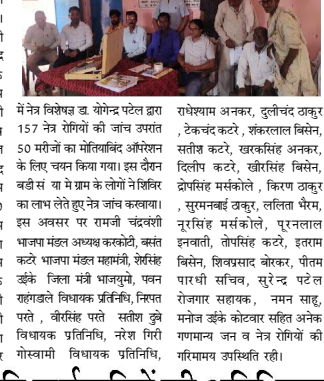 में नेत्र विशेषज्ञ डा. योगेन्द्र पटेल द्वारा
157 नेत्र रोगियों की जांच उपरांत
50 मरीजों का मोतियाबिंद ऑपरेशन
के लिए चयन किया गया। इस दौरान
बडी सं या मे ग्राम के लोगों ने शिविर
का लाभ लेते हुए नेत्र जांच करवाया।
इस अवसर पर रामजी चंद्रवंशी
भाजपा मंडल अध्यक्ष करकोटी, बसंत
कटरे भाजपा मंडल महामंत्री, शेरसिंह
उईके जिला मंत्री भाजयुमो, पवन
राहंगडाले विधायक प्रतिनिधि, निरपत
परते , वीरसिंह परते सतीश दुबे
विधायक प्रतिनिधि, नरेश गिरी
गोस्वामी विधायक प्रतिनिधि,
राधेश्याम अनकर, दुलीचंद ठाकुर
, टेकचंद कटरे , शंकरलाल बिसेन,
सतीश कटरे, खरकसिंह अनकर,
दिलीप कटरे, खीरसिंह बिसेन,
द्रोपसिंह मर्सकोले , किरण ठाकुर
, सुरमनबाई ठाकुर, ललिता भैरम,
नूरसिंह मर्सकोले, पूरनलाल
इनवाती, तोपसिंह कटरे, इतराम
बिसेन, शिवप्रसाद बोरकर, पीतम
पारधी सचिव, सुरेन्द्र पटेल
रोजगार सहायक , नमन साहू,
मनोज उईके कोटवार सहित अनेक
गणमान्य जन व नेत्र रोगियों की
गरिमामय उपस्थिति रही।